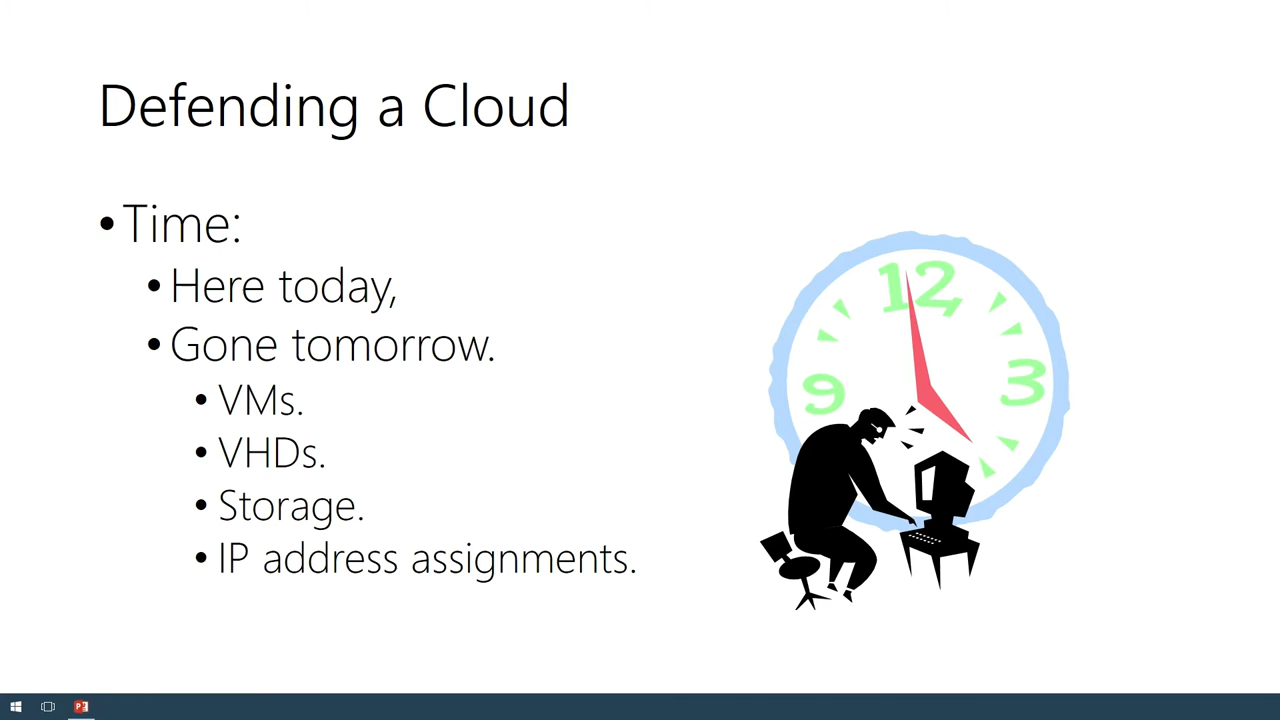 Defending a Cloud
• Time:
• Here today,
• Gone tomorrow.
• VMs.
• VHDs.
• Storage.
• IP address assignments.
12
3
9